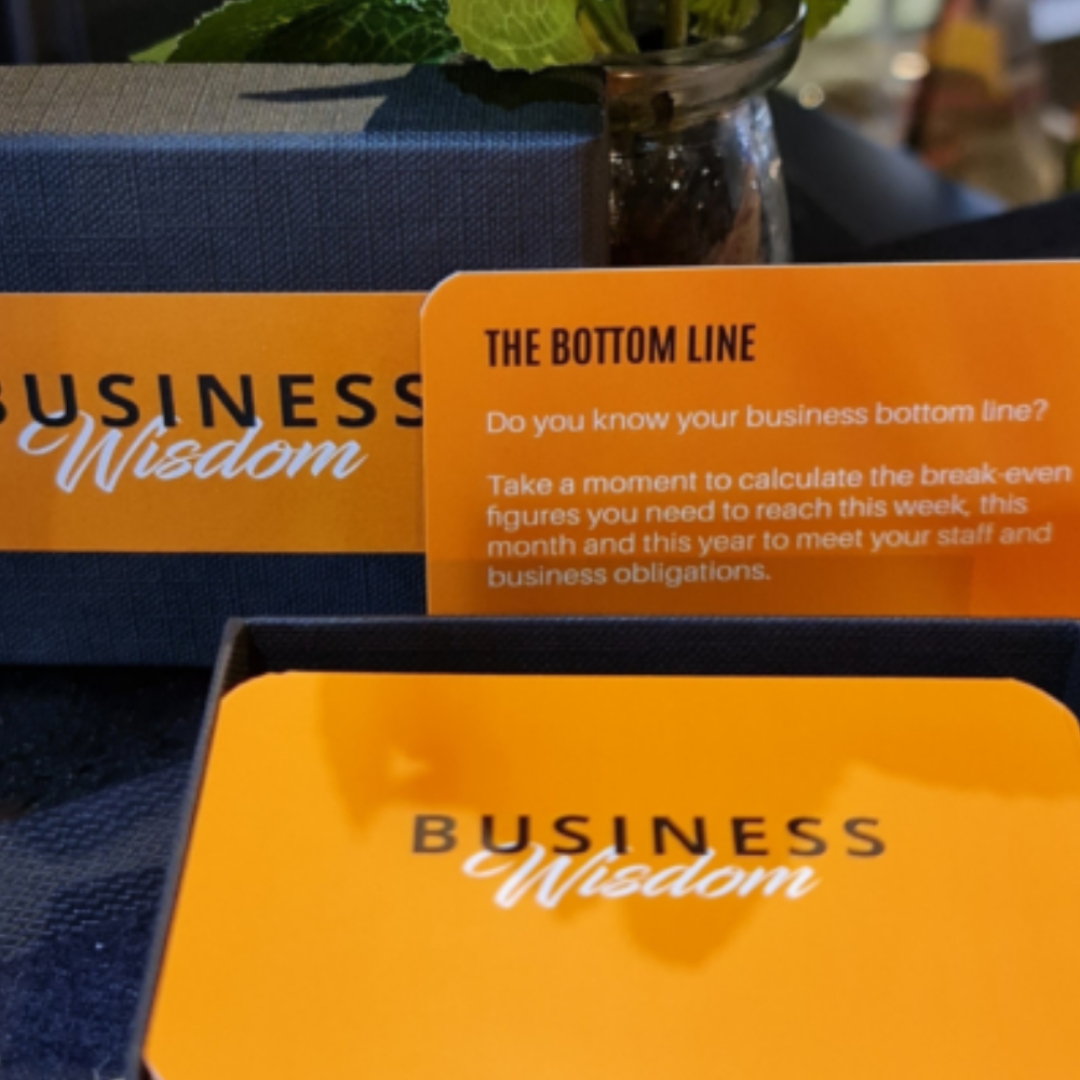 BUSINESS
Wisdom
THE BOTTOM LINE
Do you know your business bottom line?
Take a moment to calculate the break-even
figures you need to reach this week, this
month and this year to meet your staff and
business obligations.
BUSINESS
Wisdom